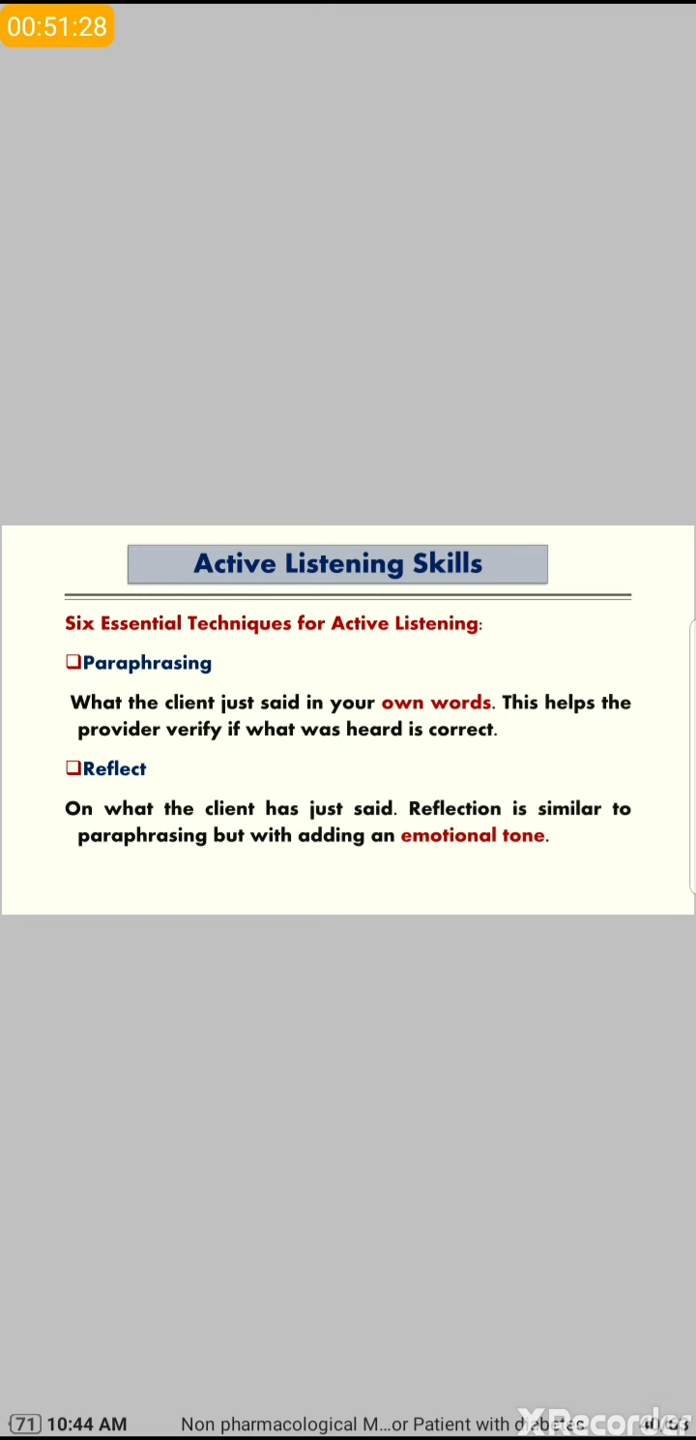 00:51:28
Active Listening Skills
Six Essential Techniques for Active Listening:
❑Paraphrasing
What the client just said in your own words. This helps the
provider verify if what was heard is correct.
❑Reflect
On what the client has just said. Reflection is similar to
paraphrasing but with adding an emotional tone.
71 10:44 AM Non pharmacological M...or Patient with diabetes
XRecorder